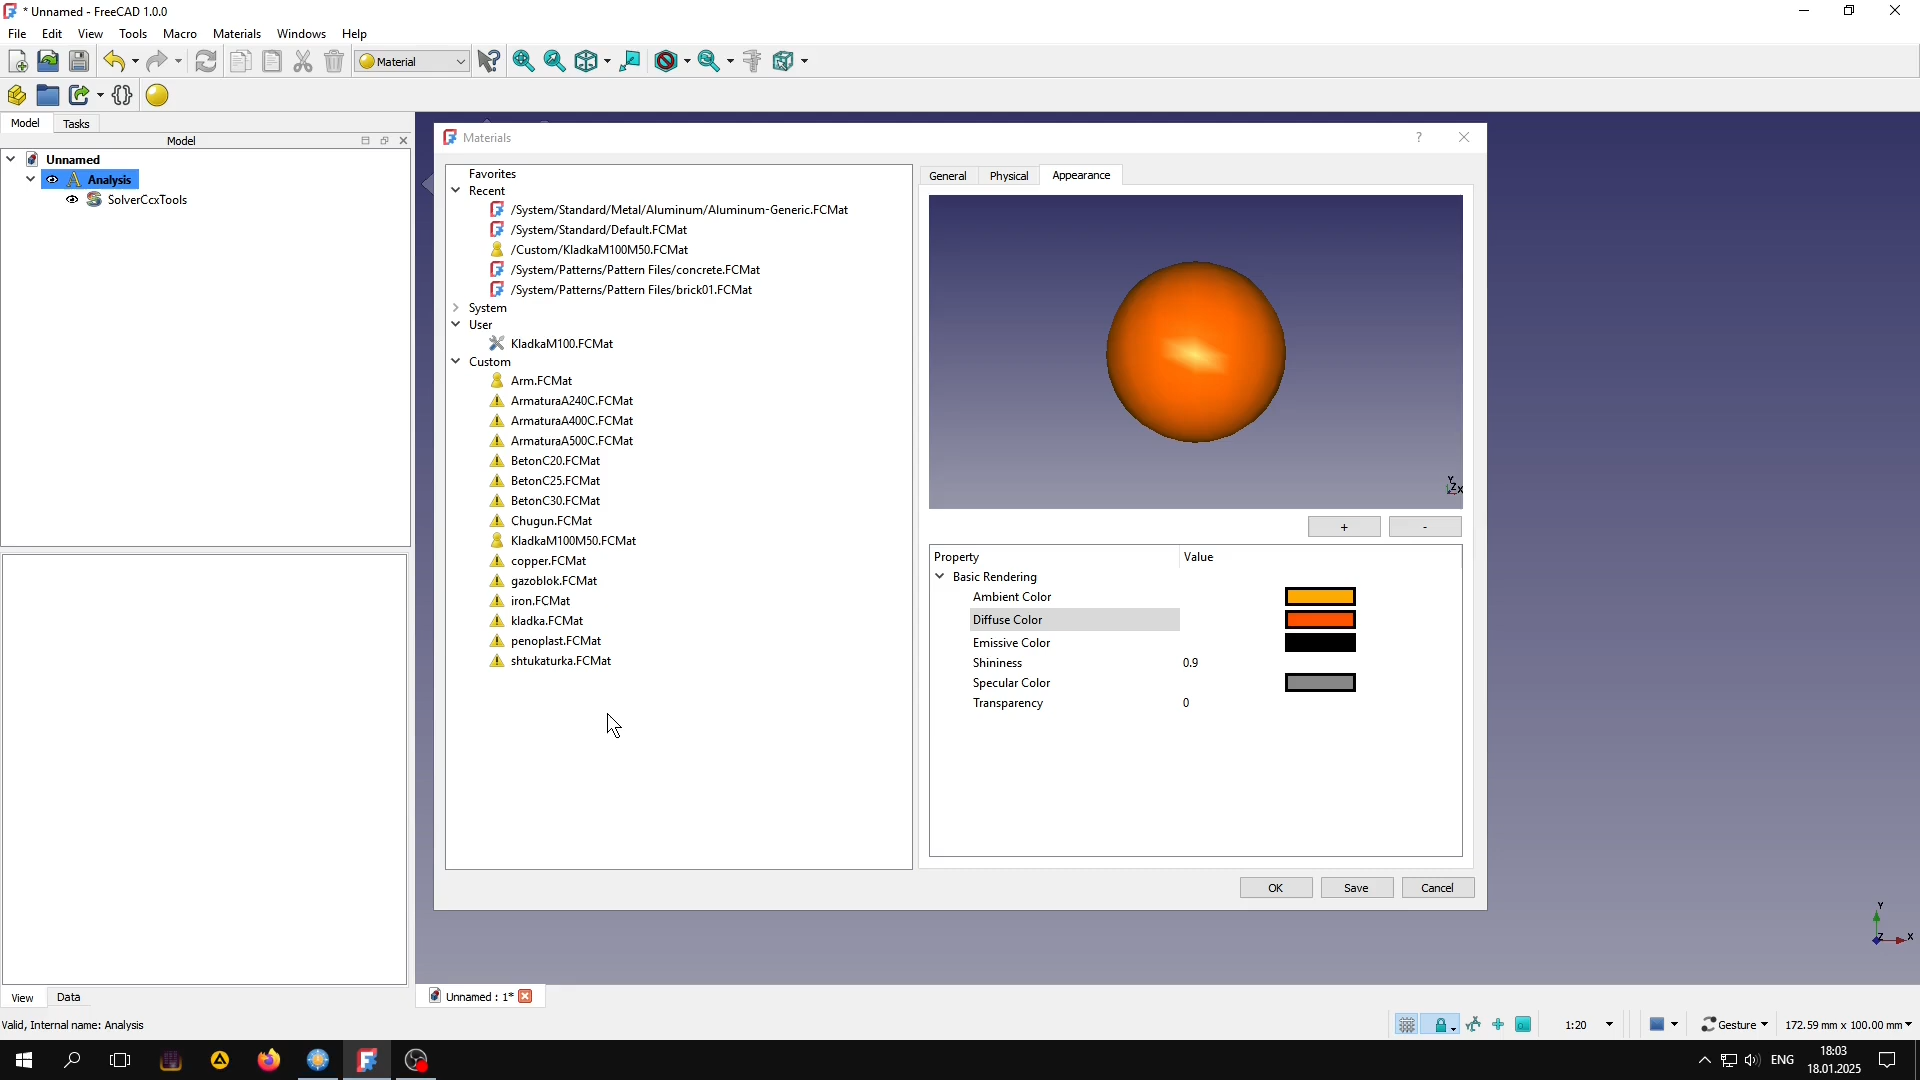 * Unnamed - FreeCAD 1.0.0
File Edit View Tools Macro Materials Windows Help
Material
Model Tasks
Model
Unnamed
Analysis
SolverCcxTools
Materials
?
Favorites
Recent
/System/Standard/Metal/Aluminum/Aluminum-Generic.FCMat
/System/Standard/Default.FCMat
/Custom/KladkaM100M50.FCMat
/System/Patterns/Pattern Files/concrete.FCMat
/System/Patterns/Pattern Files/brick01.FCMat
System
User
KladkaM100.FCMat
Custom
Arm.FCMat
ArmaturaA240C.FCMat
ArmaturaA400C.FCMat
ArmaturaA500C.FCMat
BetonC20.FCMat
BetonC25.FCMat
BetonC30.FCMat
Chugun.FCMat
KladkaM100M50.FCMat
copper.FCMat
gazoblok.FCMat
iron.FCMat
kladka.FCMat
penoplast.FCMat
shtukaturka.FCMat
General Physical Appearance
Y
Z X
+ -
Property Value
Basic Rendering
Ambient Color
Diffuse Color
Emissive Color
Shininess 0.9
Specular Color
Transparency 0
OK Save Cancel
Y
Z X
View Data
Unnamed : 1*
Valid, Internal name: Analysis
1:20 Gesture 172.59 mm x 100.00 mm
ENG
18:03
18.01.2025